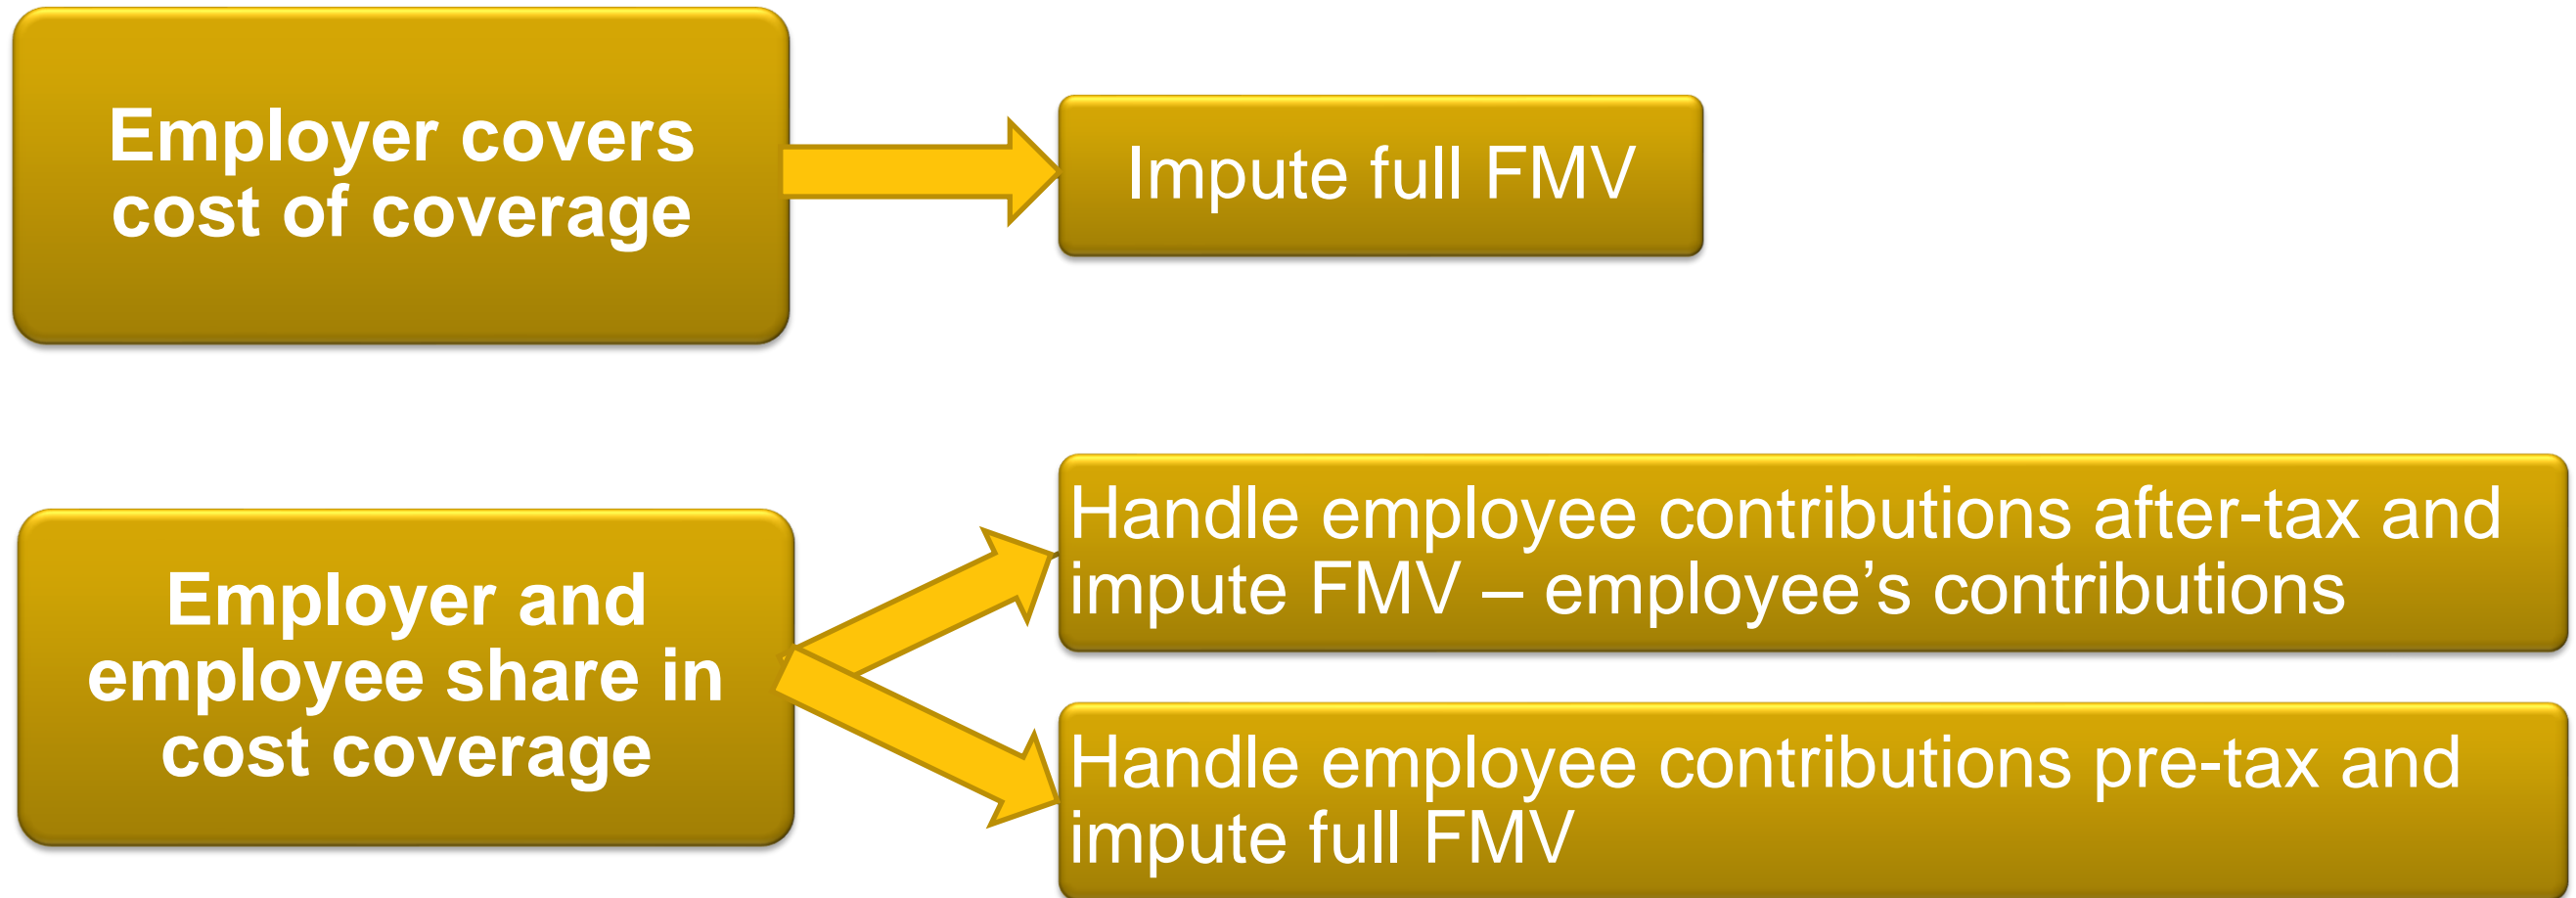 Employer covers
cost of coverage
Impute full FMV
Employer and
employee share in
cost coverage
Handle employee contributions after-tax and
impute FMV – employee’s contributions
Handle employee contributions pre-tax and
impute full FMV